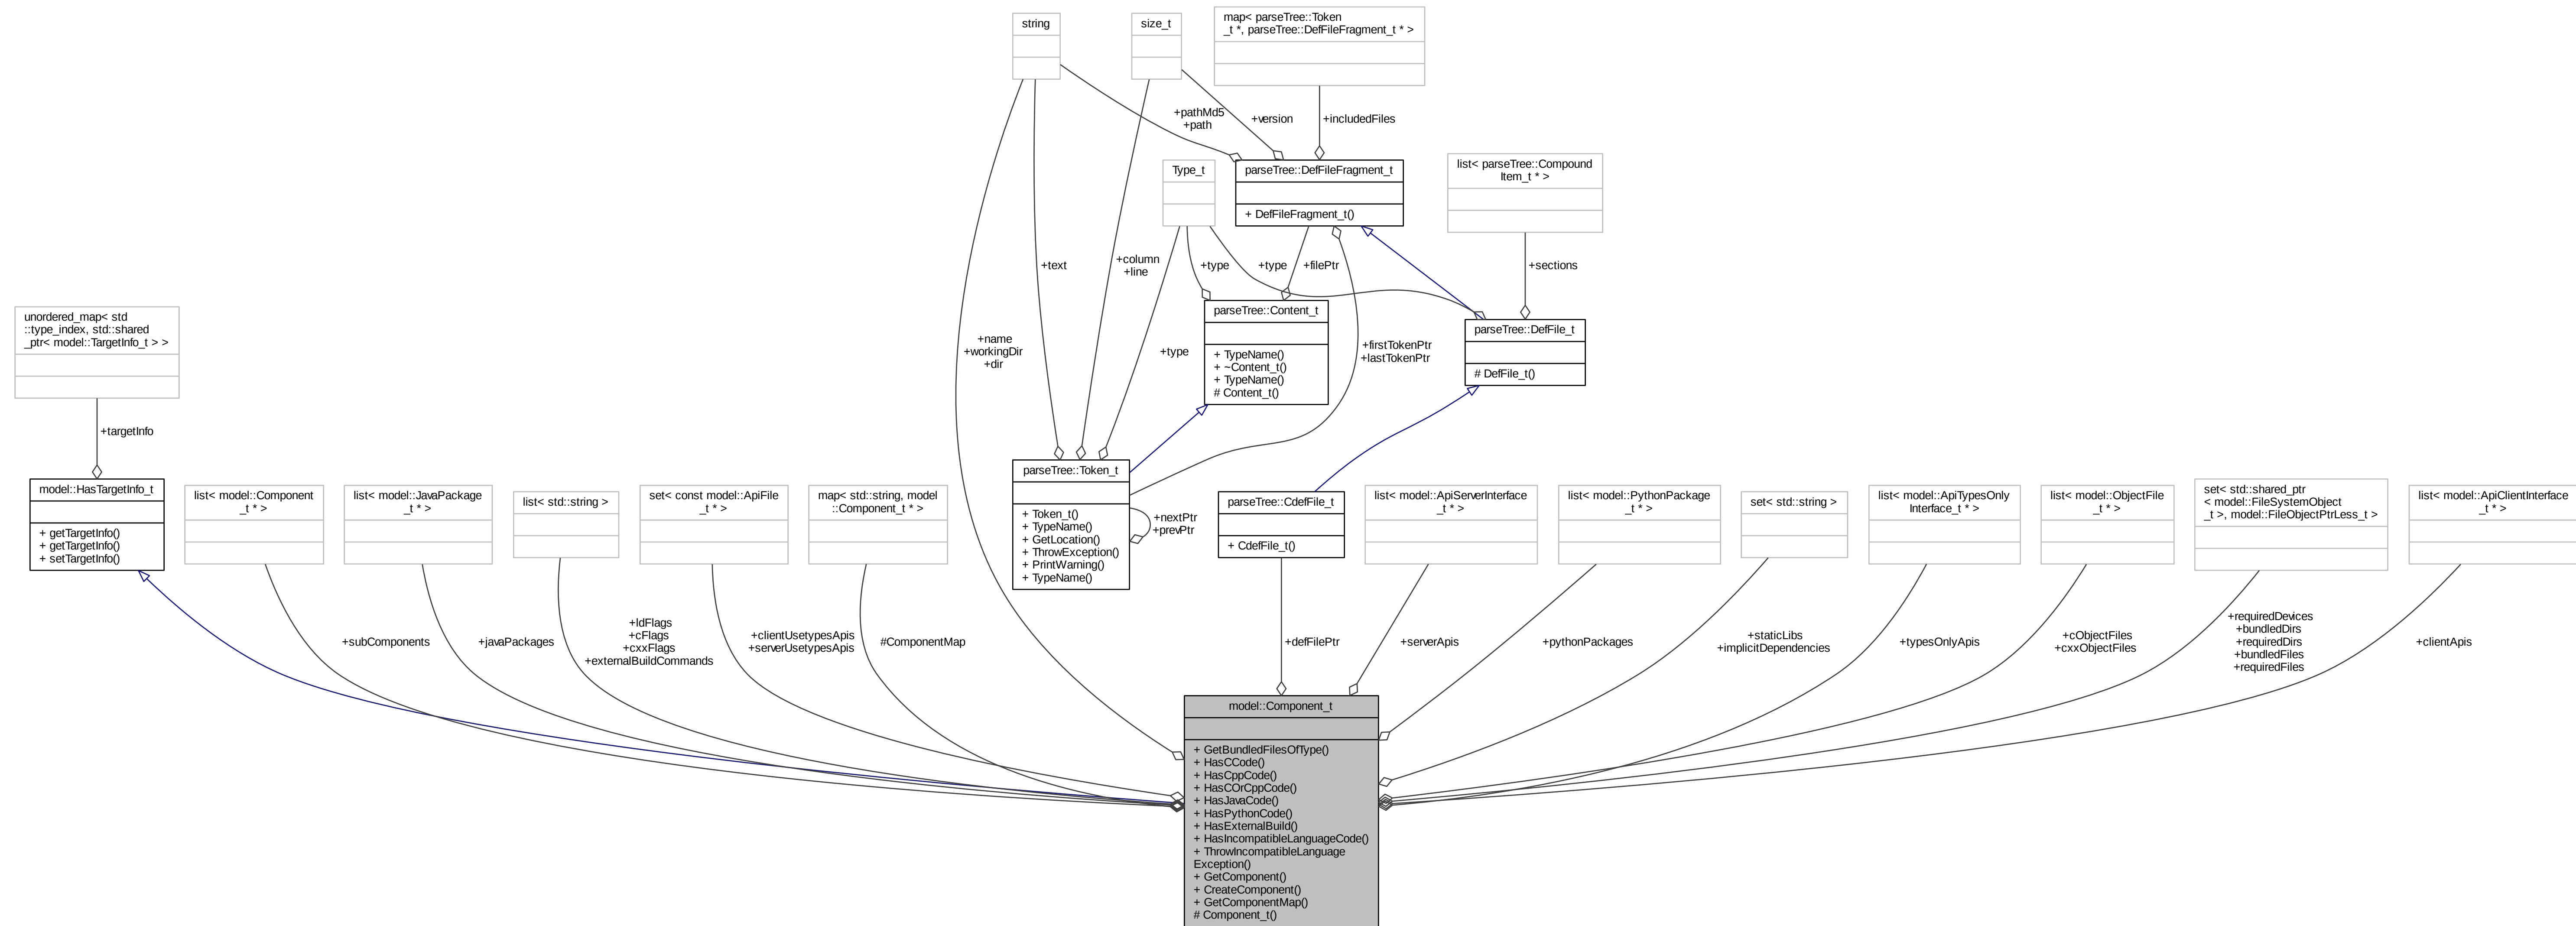 string
size_t
map< parseTree::Token
_t *, parseTree::DefFileFragment_t * >
+pathMd5
+path
+version
+includedFiles
Type_t
parseTree::DefFileFragment_t
+ DefFileFragment_t()
list< parseTree::Compound
Item_t * >
+text
+column
+line
+type
+type
+filePtr
+sections
unordered_map< std
::type_index, std::shared
_ptr< model::TargetInfo_t > >
+name
+workingDir
+dir
+type
parseTree::Content_t
+ TypeName()
+ ~Content_t()
+ TypeName()
# Content_t()
+firstTokenPtr
+lastTokenPtr
parseTree::DefFile_t
# DefFile_t()
+targetInfo
model::HasTargetInfo_t
+ getTargetInfo()
+ getTargetInfo()
+ setTargetInfo()
list< model::Component
_t * >
list< model::JavaPackage
_t * >
list< std::string >
set< const model::ApiFile
_t * >
map< std::string, model
::Component_t * >
parseTree::Token_t
+ Token_t()
+ TypeName()
+ GetLocation()
+ ThrowException()
+ PrintWarning()
+ TypeName()
+nextPtr
+prevPtr
parseTree::CdefFile_t
+ CdefFile_t()
list< model::ApiServerInterface
_t * >
list< model::PythonPackage
_t * >
set< std::string >
list< model::ApiTypesOnly
Interface_t * >
list< model::ObjectFile
_t * >
set< std::shared_ptr
< model::FileSystemObject
_t >, model::FileObjectPtrLess_t >
list< model::ApiClientInterface
_t * >
+subComponents
+javaPackages
+ldFlags
+cFlags
+cxxFlags
+externalBuildCommands
+clientUsetypesApis
+serverUsetypesApis
#ComponentMap
+defFilePtr
+serverApis
+pythonPackages
+staticLibs
+implicitDependencies
+typesOnlyApis
+cObjectFiles
+cxxObjectFiles
+requiredDevices
+bundledDirs
+requiredDirs
+bundledFiles
+requiredFiles
+clientApis
model::Component_t
+ GetBundledFilesOfType()
+ HasCCode()
+ HasCppCode()
+ HasCOrCppCode()
+ HasJavaCode()
+ HasPythonCode()
+ HasExternalBuild()
+ HasIncompatibleLanguageCode()
+ ThrowIncompatibleLanguage
Exception()
+ GetComponent()
+ CreateComponent()
+ GetComponentMap()
# Component_t()